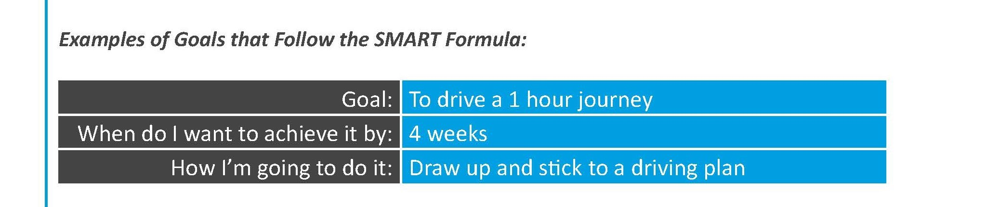 Examples of Goals that Follow the SMART Formula:
Goal: To drive a 1 hour journey
When do I want to achieve it by: 4 weeks
How I’m going to do it: Draw up and stick to a driving plan